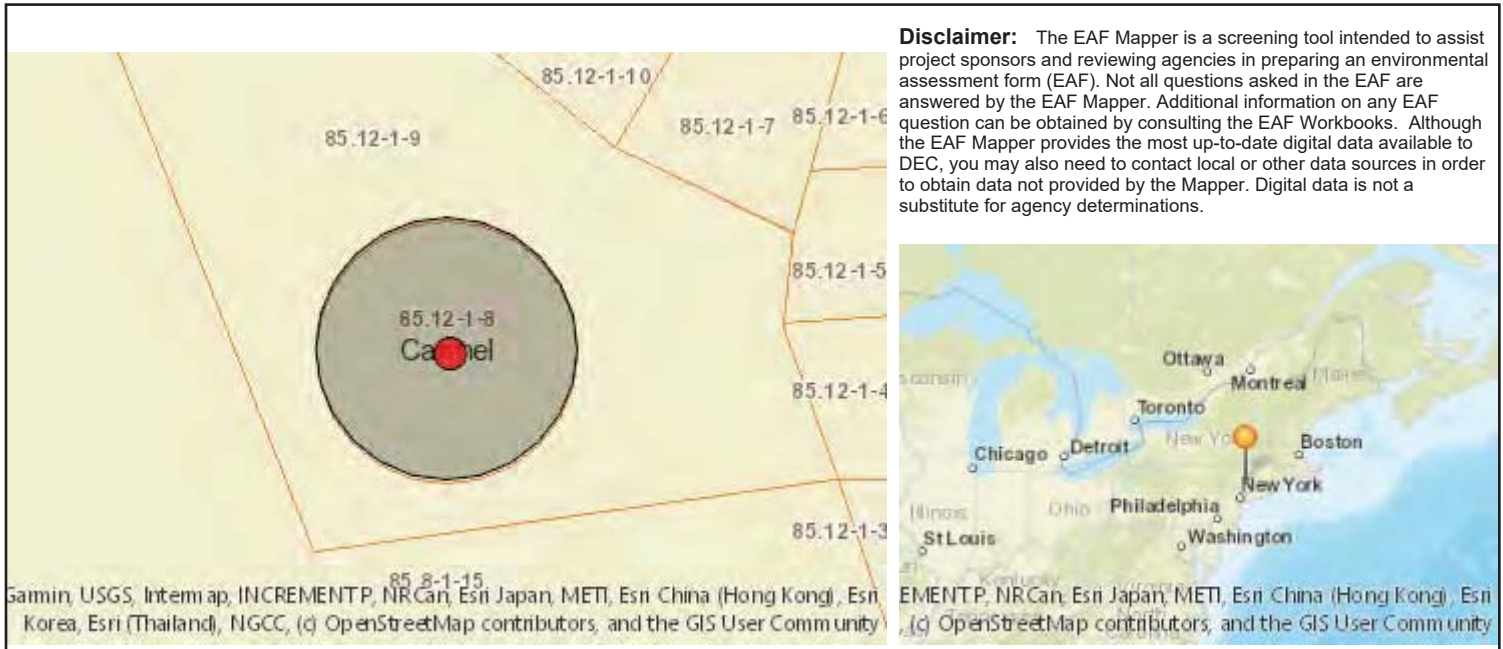 85.12-1-10
85.12-1-9
85.12-1-7
85.12-1-6
85.12-1-5
85.12-1-8
85.12-1-4
85.12-1-3
85.8-1-15
Garmin, USGS, Intermap, INCREMENT P, NRCan, Esri Japan, METI, Esri China (Hong Kong), Esri
Korea, Esri (Thailand), NGCC, (c) OpenStreetMap contributors, and the GIS User Community
Disclaimer: The EAF Mapper is a screening tool intended to assist
project sponsors and reviewing agencies in preparing an environmental
assessment form (EAF). Not all questions asked in the EAF are
answered by the EAF Mapper. Additional information on any EAF
question can be obtained by consulting the EAF Workbooks. Although
the EAF Mapper provides the most up-to-date digital data available to
DEC, you may also need to contact local or other data sources in order
to obtain data not provided by the Mapper. Digital data is not a
substitute for agency determinations.
Ottawa
Montreal
Maine
Toronto
Detroit
Chicago
Boston
New York
Philadelphia
Illinois
Ohio
St Louis
Washington
EMENT P, NRCan, Esri Japan, METI, Esri China (Hong Kong), Esri
, (c) OpenStreetMap contributors, and the GIS User Community